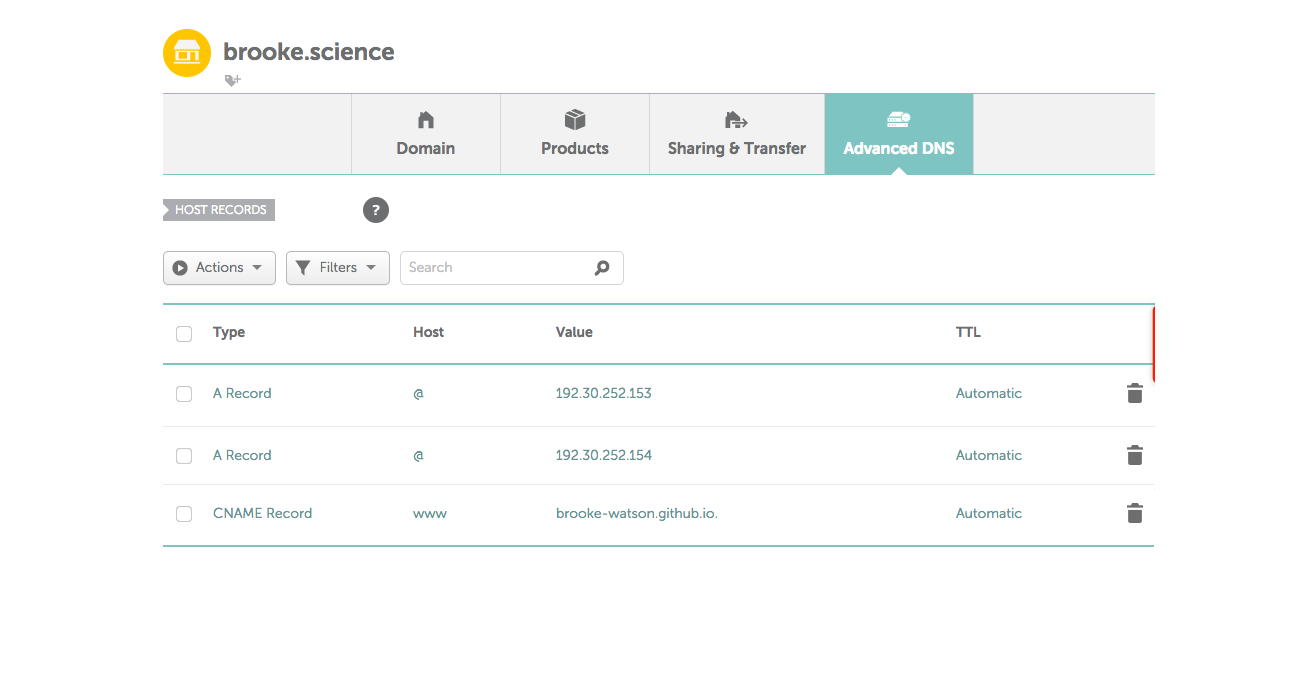 brooke.science
Domain Products Sharing & Transfer Advanced DNS
HOST RECORDS ?
Actions Filters Search
Type Host Value TTL
A Record @ 192.30.252.153 Automatic
A Record @ 192.30.252.154 Automatic
CNAME Record www brooke-watson.github.io. Automatic